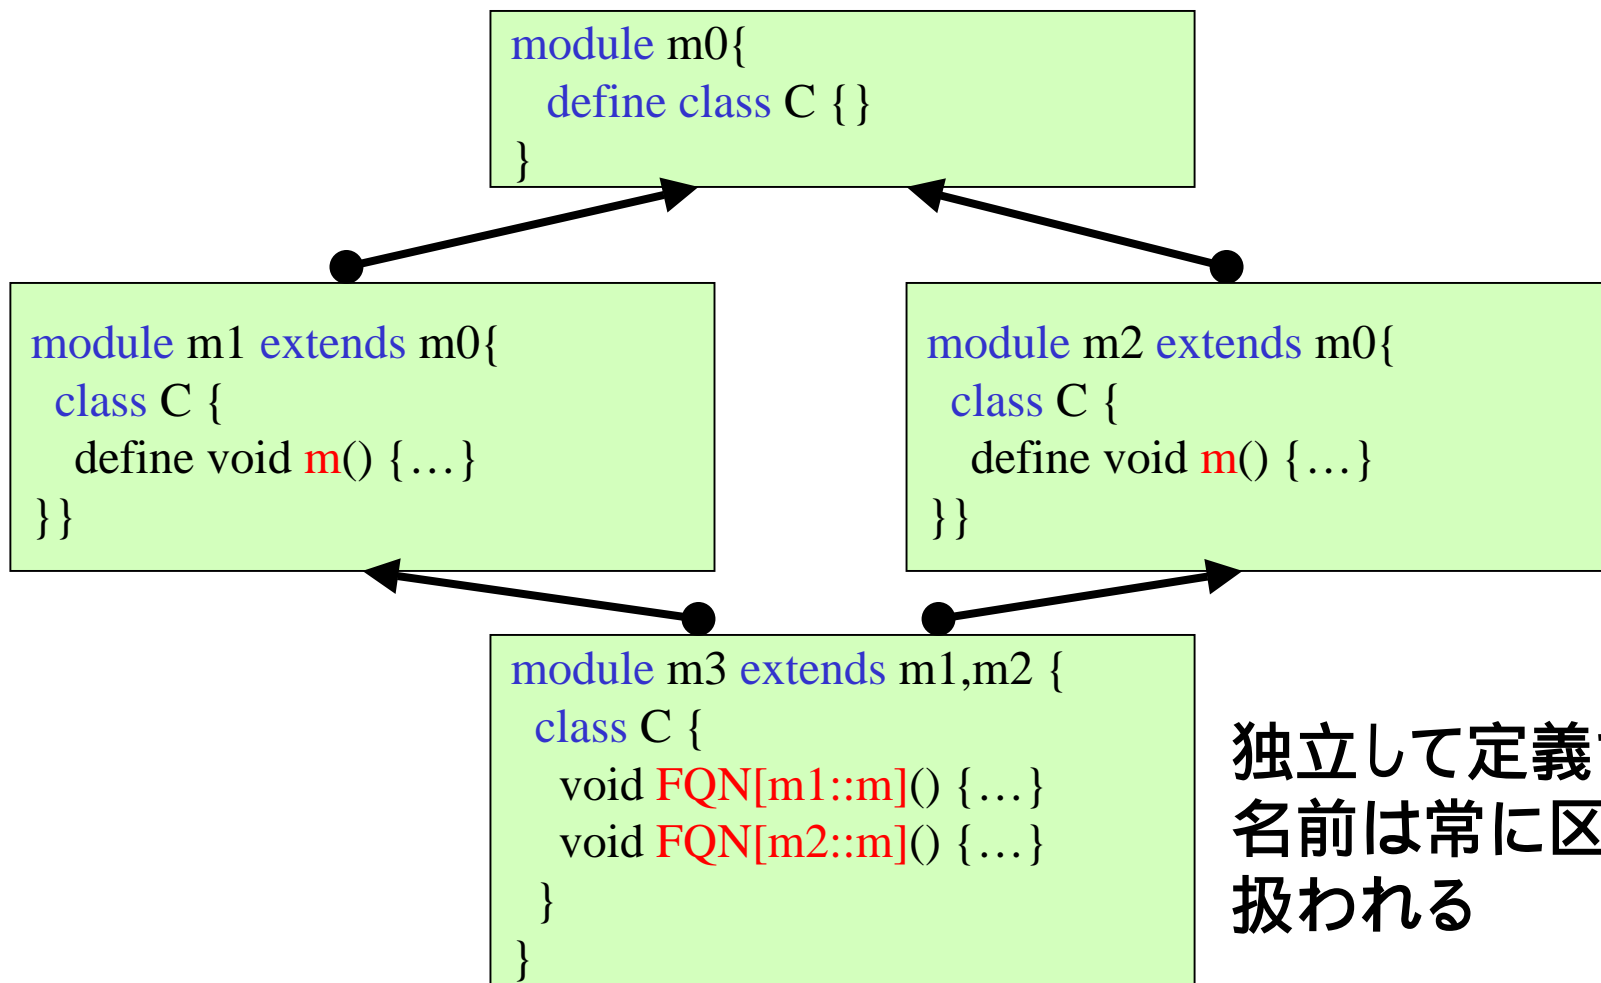 module m0{
define class C {}
}
module m1 extends m0{
class C {
define void m() {…}
}}
module m2 extends m0{
class C {
define void m() {…}
}}
module m3 extends m1,m2 {
class C {
void FQN[m1::m]() {…}
void FQN[m2::m]() {…}
}
}
独立して定義
名前は常に区
扱われる